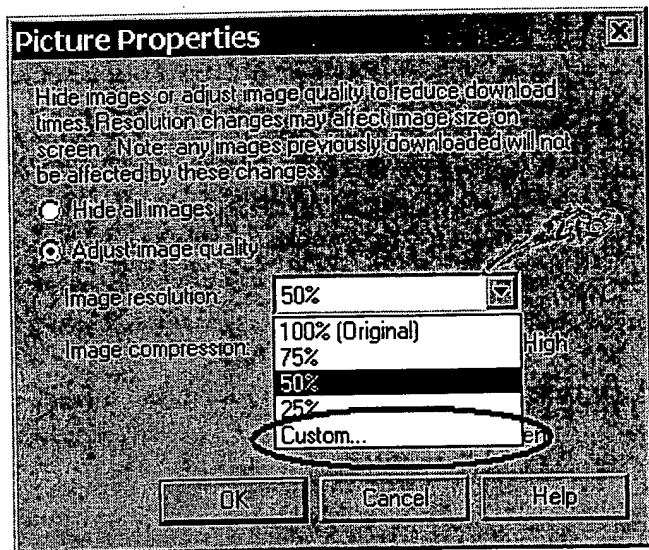 Picture Properties
Hide images or adjust image quality to reduce download
times. Resolution changes may affect image size on
screen. Note: any images previously downloaded will not
be affected by these changes.
Hide all images
Adjust image quality
Image resolution: 50%
100% (Original)
Image compression: High
75%
50%
25%
Custom...
OK Cancel Help